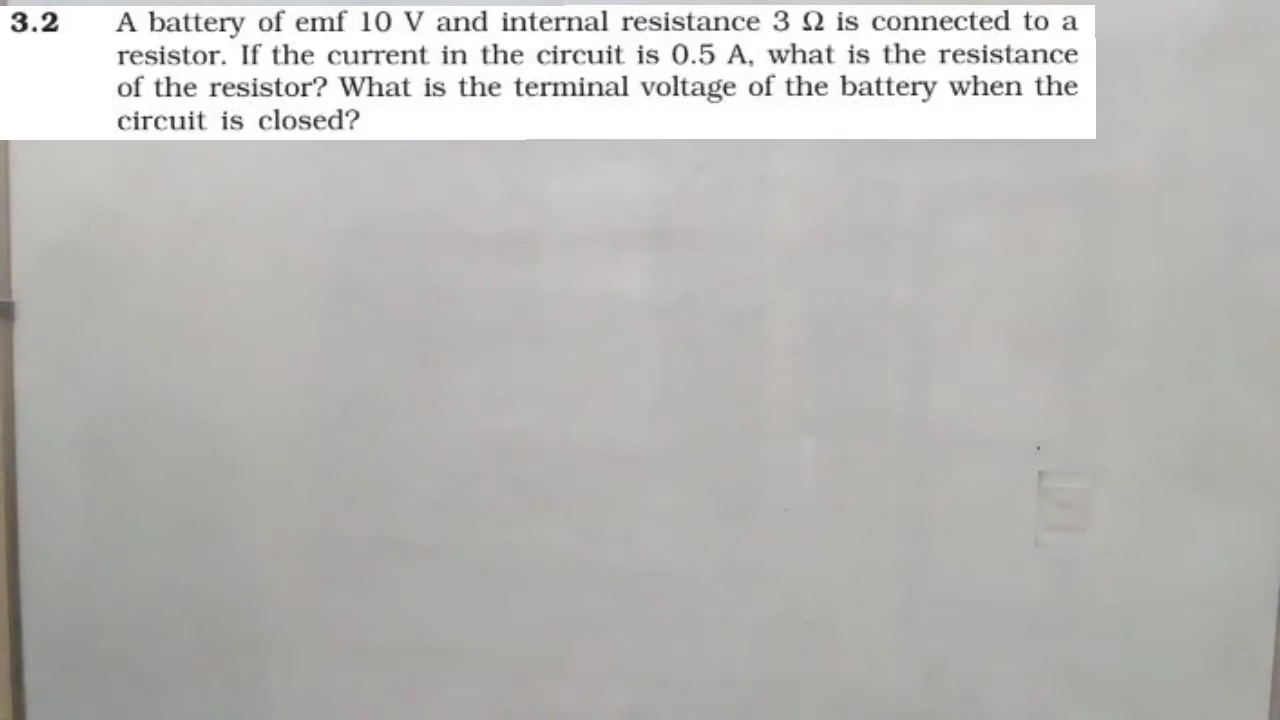 3.2 A battery of emf 10 V and internal resistance 3 Ω is connected to a
resistor. If the current in the circuit is 0.5 A, what is the resistance
of the resistor? What is the terminal voltage of the battery when the
circuit is closed?